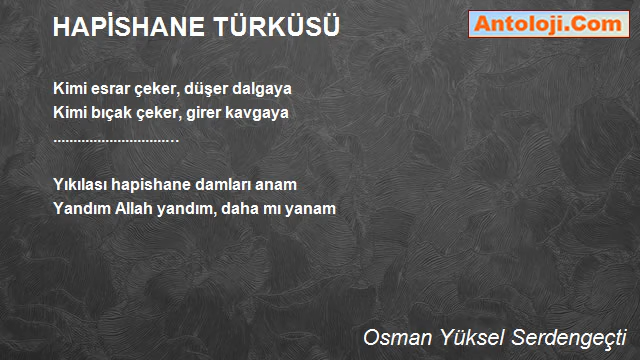 HAPİSHANE TÜRKÜSÜ
Antoloji.Com
Kimi esrar çeker, düşer dalgaya
Kimi bıçak çeker, girer kavgaya
...............................
Yıkılası hapishane damları anam
Yandım Allah yandım, daha mı yanam
Osman Yüksel Serdengeçti